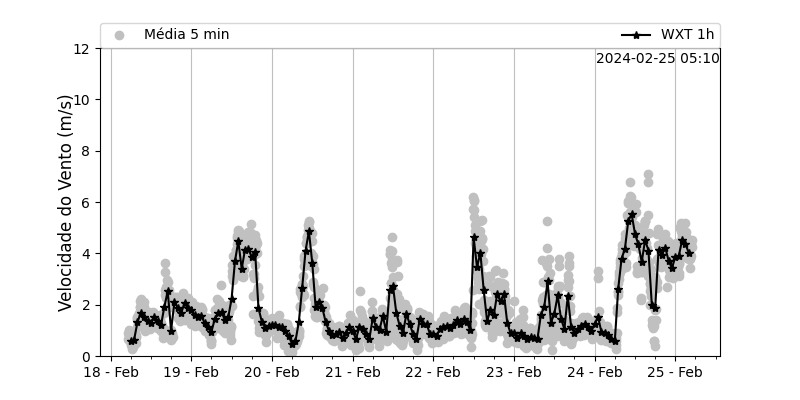 Média 5 min
WXT 1h
2024-02-25 05:10
Velocidade do Vento (m/s)
12
10
8
6
4
2
0
18 - Feb
19 - Feb
20 - Feb
21 - Feb
22 - Feb
23 - Feb
24 - Feb
25 - Feb